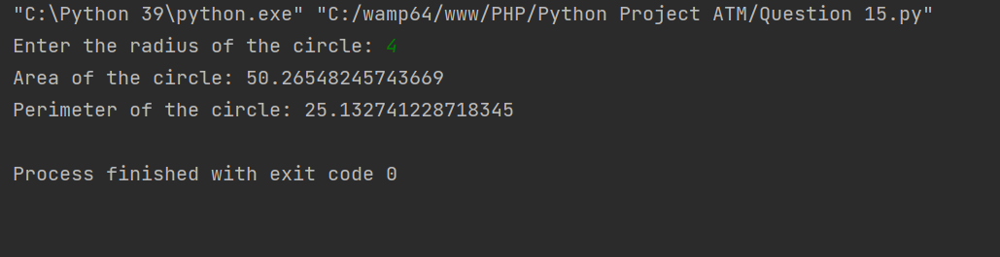 "C:\Python 39\python.exe" "C:/wamp64/www/PHP/Python Project ATM/Question 15.py"
Enter the radius of the circle: 4
Area of the circle: 50.26548245743669
Perimeter of the circle: 25.132741228718345
Process finished with exit code 0